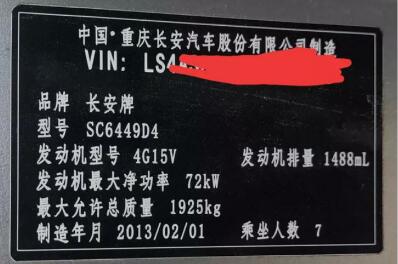 中国·重庆长安汽车股份有限公司制造
VIN: LS4
品牌 长安牌
型号 SC6449D4
发动机型号 4G15V 发动机排量 1488mL
发动机最大净功率 72kW
最大允许总质量 1925kg
制造年月 2013/02/01 乘坐人数 7